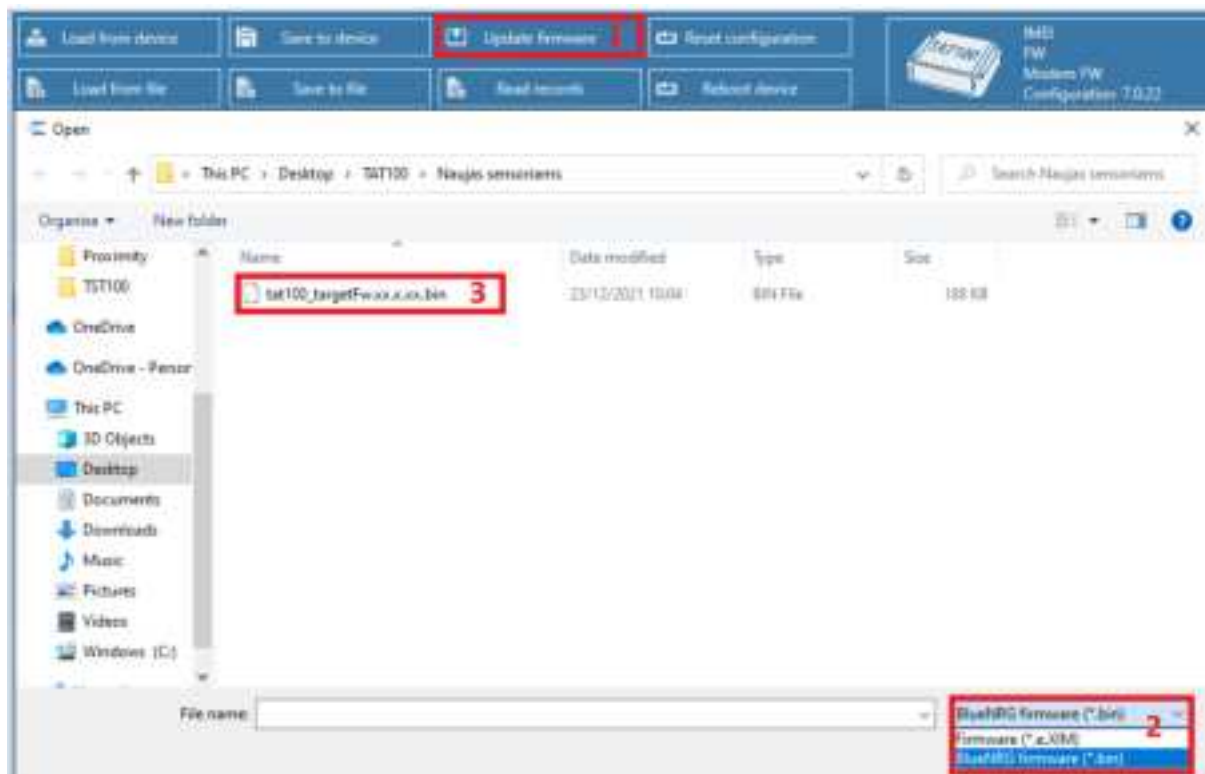 Load from device
Save to device
Update firmware 1
Reset configuration
Load from file
Save to file
Read records
Reboot device
TAT100
IMEI
FW
Modem FW
Configuration 7.0.22
Open
This PC › Desktop › TAT100 › Naujas sensoriams
Search Naujas sensoriams
Organise
New folder
Name
Date modified
Type
Size
Proximity
TST100
tat100_targetFw.xx.x.xx.bin 3
23/12/2021 10:04
BIN File
188 KB
OneDrive
OneDrive - Person
This PC
3D Objects
Desktop
Documents
Downloads
Music
Pictures
Videos
Windows (C:)
File name:
BlueNRG firmware (*.bin) 2
Firmware (*.e.XIM)
BlueNRG firmware (*.bin)